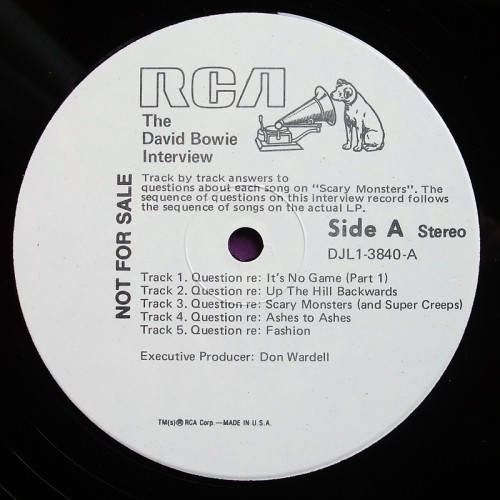 RCA
The
David Bowie
Interview
NOT FOR SALE
Track by track answers to
questions about each song on "Scary Monsters". The
sequence of questions on this interview record follows
the sequence of songs on the actual LP.
Side A Stereo
DJL1-3840-A
Track 1. Question re: It's No Game (Part 1)
Track 2. Question re: Up The Hill Backwards
Track 3. Question re: Scary Monsters (and Super Creeps)
Track 4. Question re: Ashes to Ashes
Track 5. Question re: Fashion
Executive Producer: Don Wardell
TM(s)® RCA Corp.—MADE IN U.S.A.